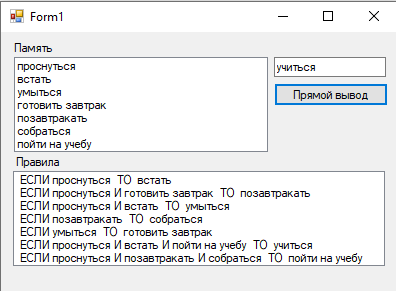 Form1
Память
проснуться
встать
умыться
готовить завтрак
позавтракать
собраться
пойти на учебу
учиться
Прямой вывод
Правила
ЕСЛИ проснуться ТО встать
ЕСЛИ проснуться И готовить завтрак ТО позавтракать
ЕСЛИ проснуться И встать ТО умыться
ЕСЛИ позавтракать ТО собраться
ЕСЛИ умыться ТО готовить завтрак
ЕСЛИ проснуться И встать И пойти на учебу ТО учиться
ЕСЛИ проснуться И позавтракать И собраться ТО пойти на учебу